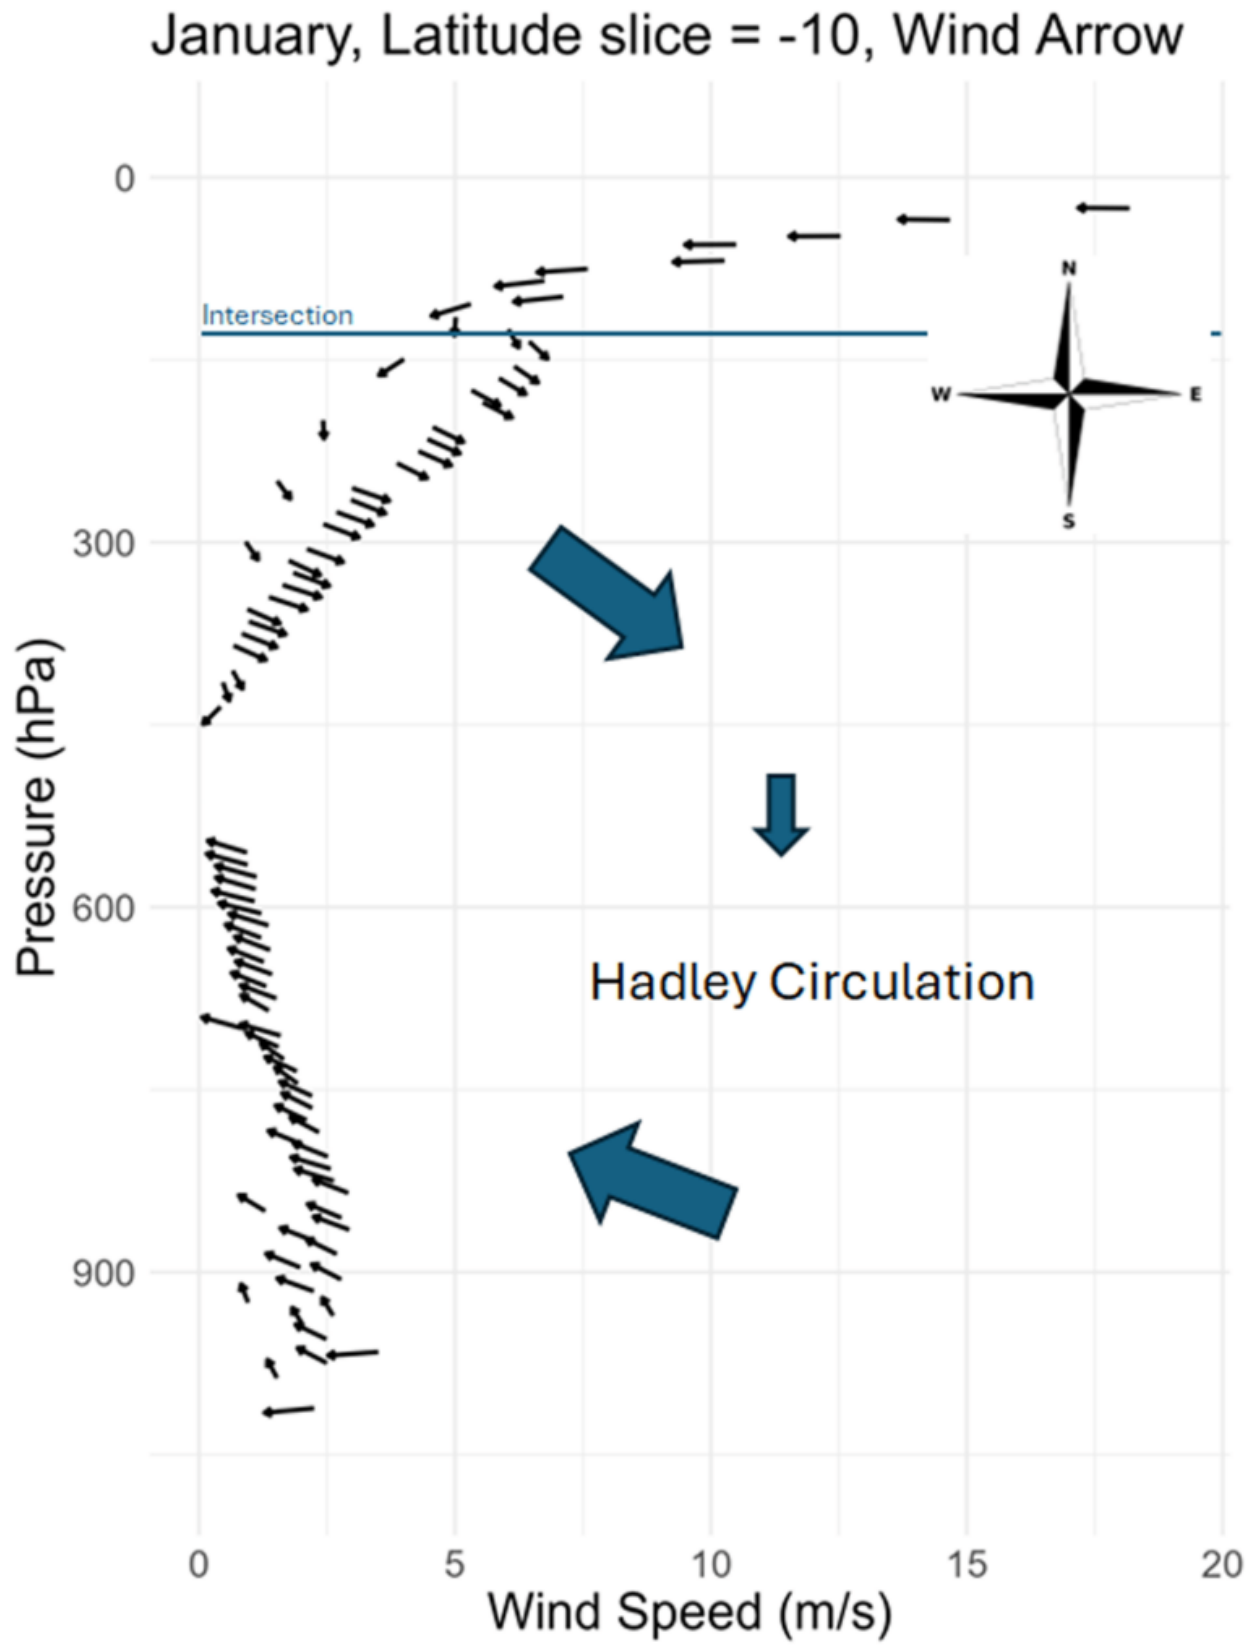 January, Latitude slice = -10, Wind Arrow
0
Intersection
N
W
E
S
300
600
Hadley Circulation
900
Pressure (hPa)
0 5 10 15 20
Wind Speed (m/s)